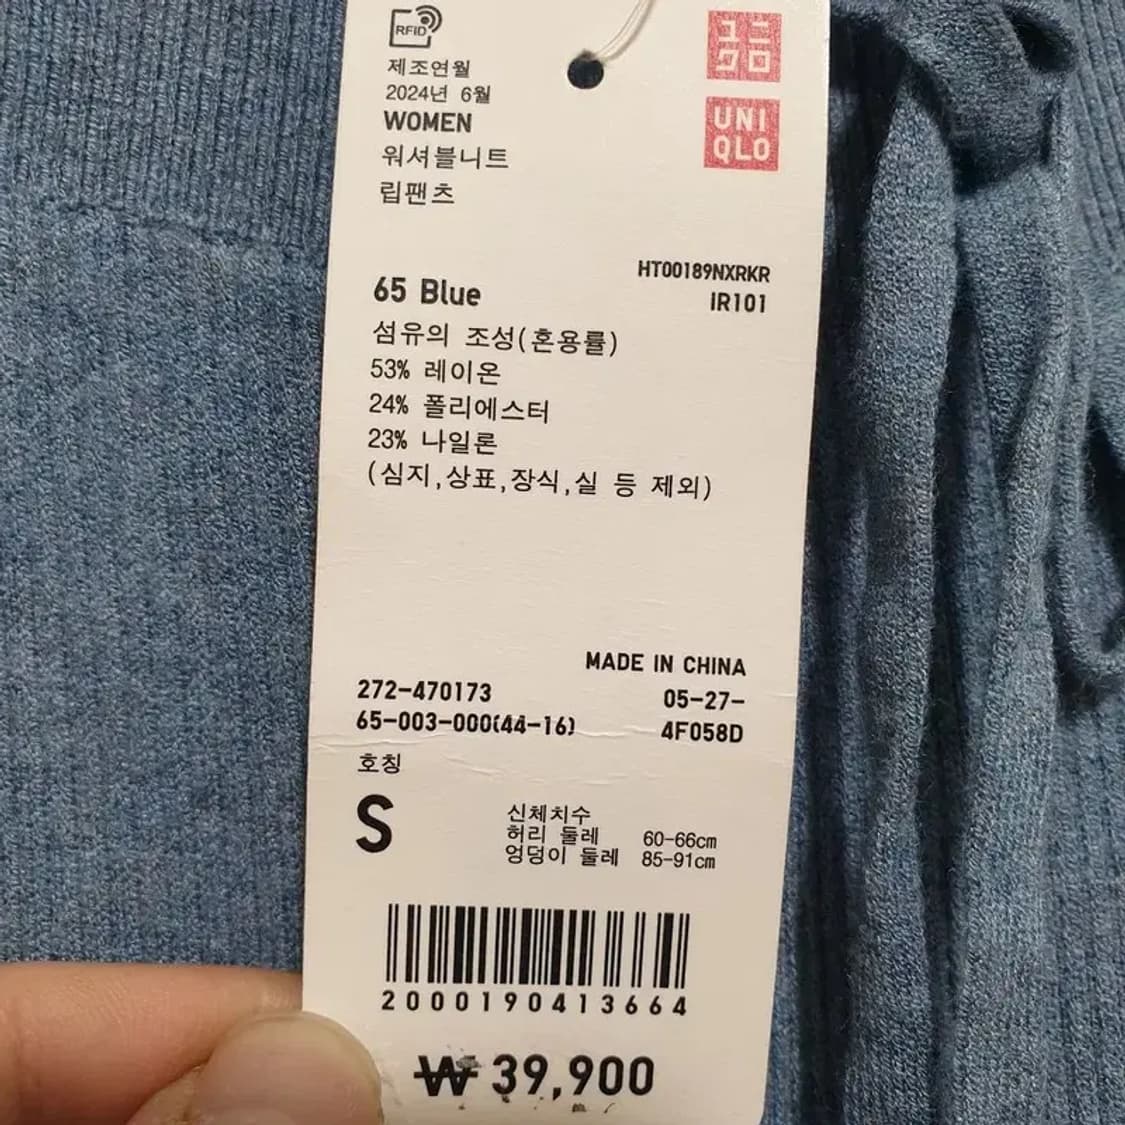 RFID
제조연월
2024년 6월
WOMEN
워셔블니트
립팬츠
ユニ
クロ
UNI
QLO
HT00189NXRKR
IR101
65 Blue
섬유의 조성(혼용률)
53% 레이온
24% 폴리에스터
23% 나일론
(심지,상표,장식,실 등 제외)
MADE IN CHINA
272-470173
05-27-
65-003-000(44-16)
4F058D
호칭
S
신체치수
허리 둘레 60-66cm
엉덩이 둘레 85-91cm
2000190413664
₩ 39,900